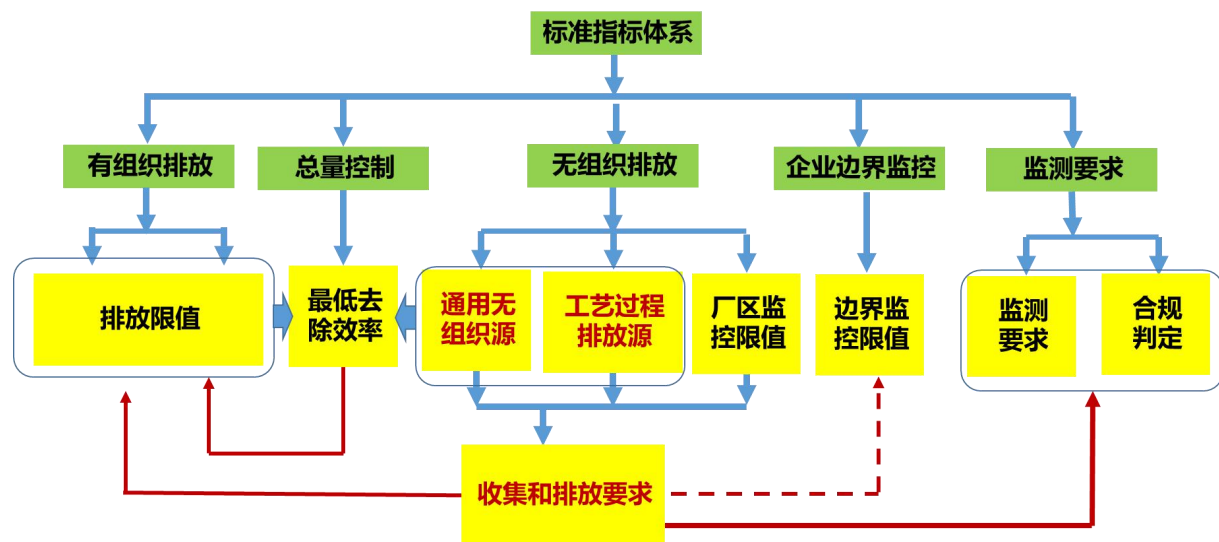 标准指标体系
有组织排放
总量控制
无组织排放
企业边界监控
监测要求
排放限值
最低去
除效率
通用无
组织源
工艺过程
排放源
厂区监
控限值
边界监
控限值
监测
要求
合规
判定
收集和排放要求